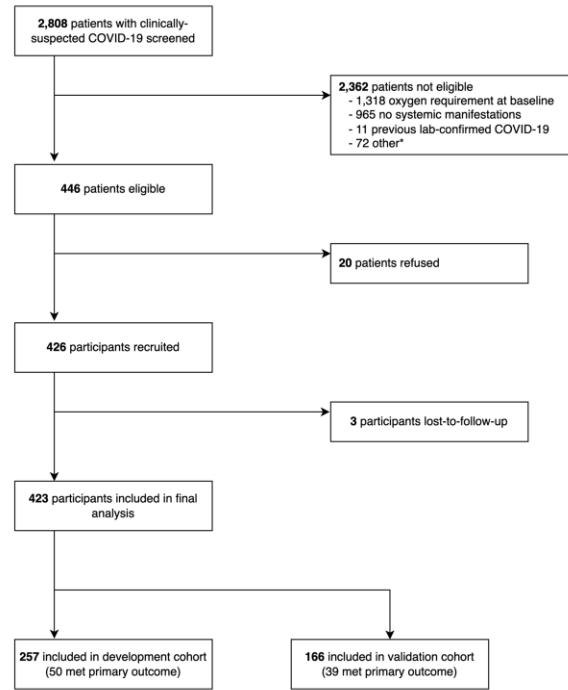 2,808 patients with clinically-
suspected COVID-19 screened
2,362 patients not eligible
- 1,318 oxygen requirement at baseline
- 965 no systemic manifestations
- 11 previous lab-confirmed COVID-19
- 72 other*
446 patients eligible
20 patients refused
426 participants recruited
3 participants lost-to-follow-up
423 participants included in final
analysis
257 included in development cohort
(50 met primary outcome)
166 included in validation cohort
(39 met primary outcome)